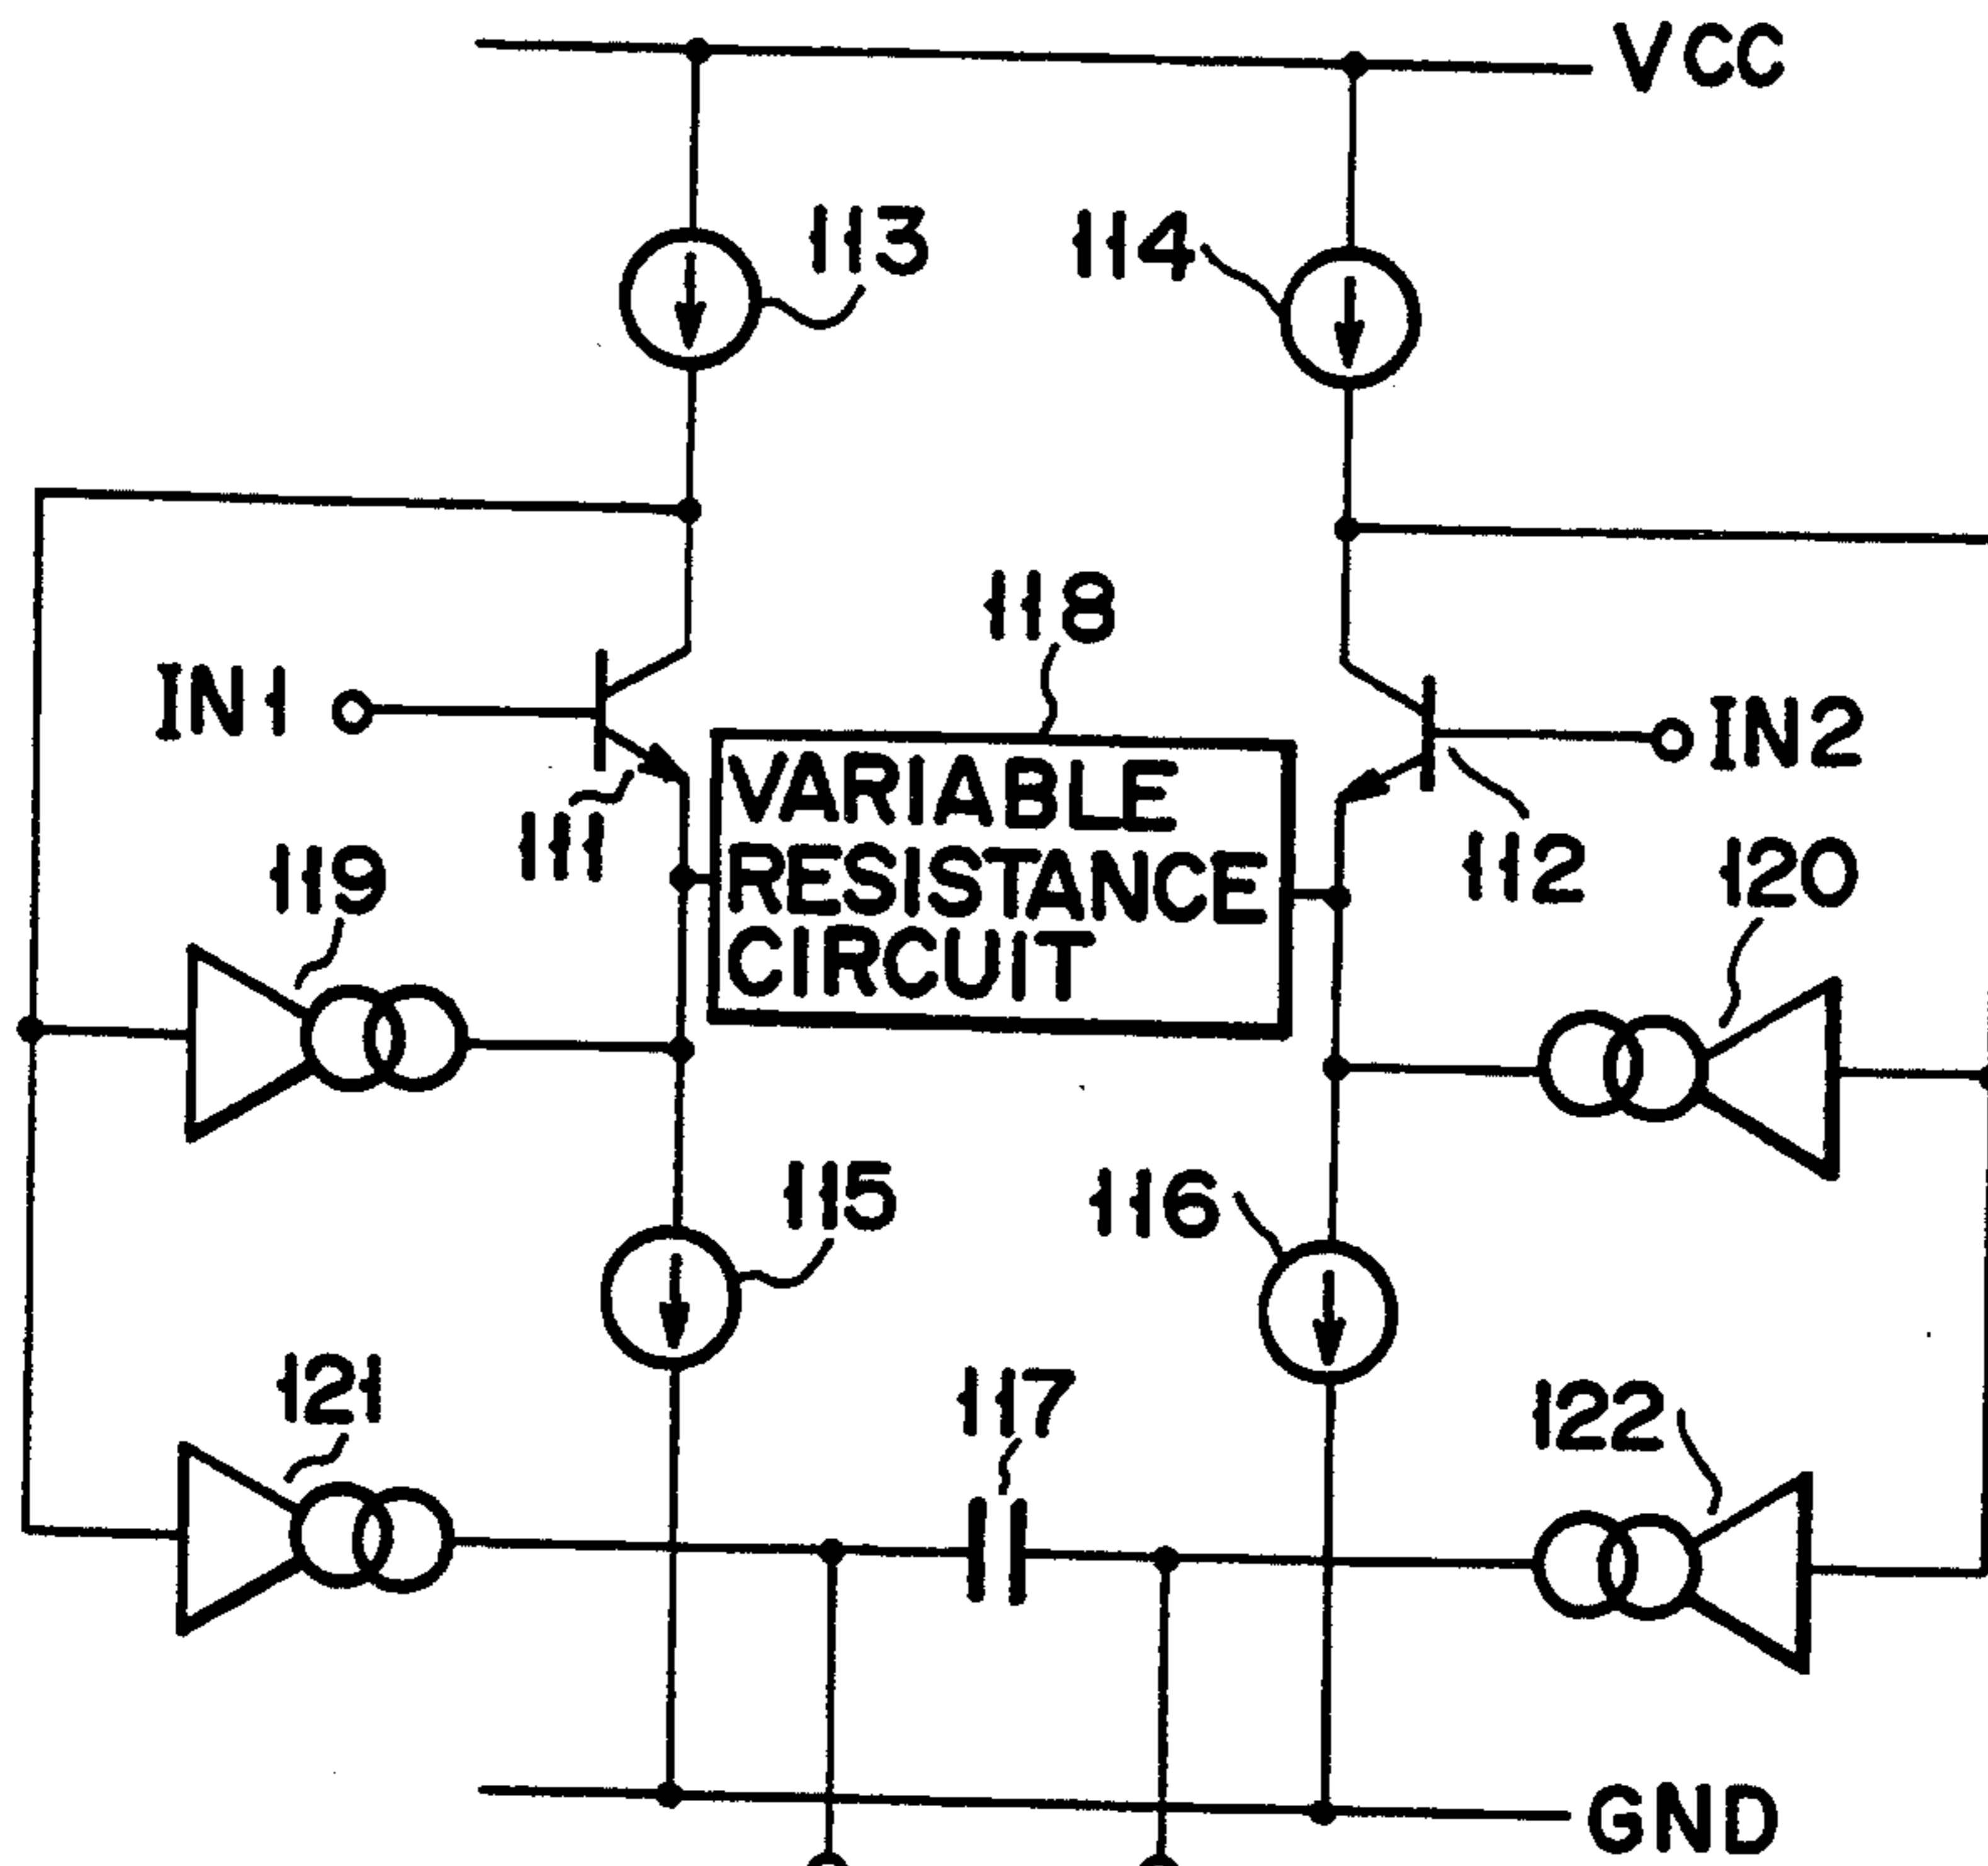 VCC
113
114
118
IN1
IN2
VARIABLE
RESISTANCE
CIRCUIT
111
112
119
120
115
116
121
117
122
GND